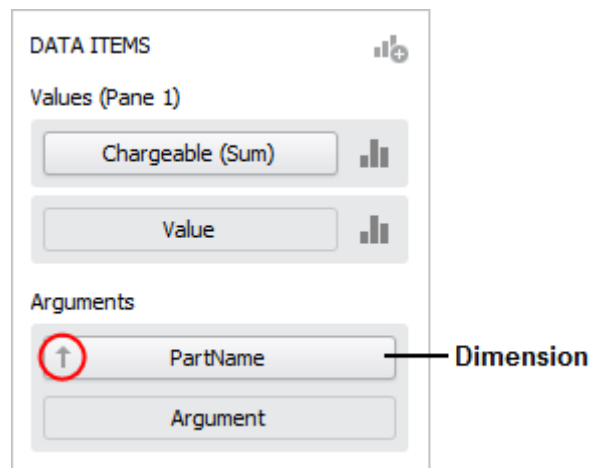 DATA ITEMS
Values (Pane 1)
Chargeable (Sum)
Value
Arguments
PartName
Dimension
Argument